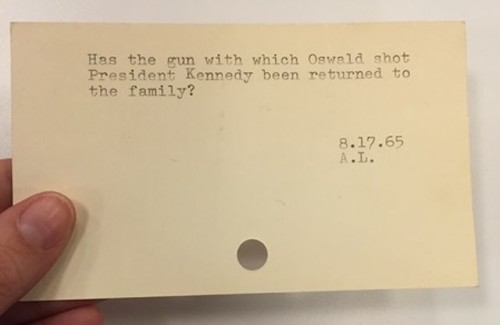 Has the gun with which Oswald shot
President Kennedy been returned to
the family?
8.17.65
A.L.